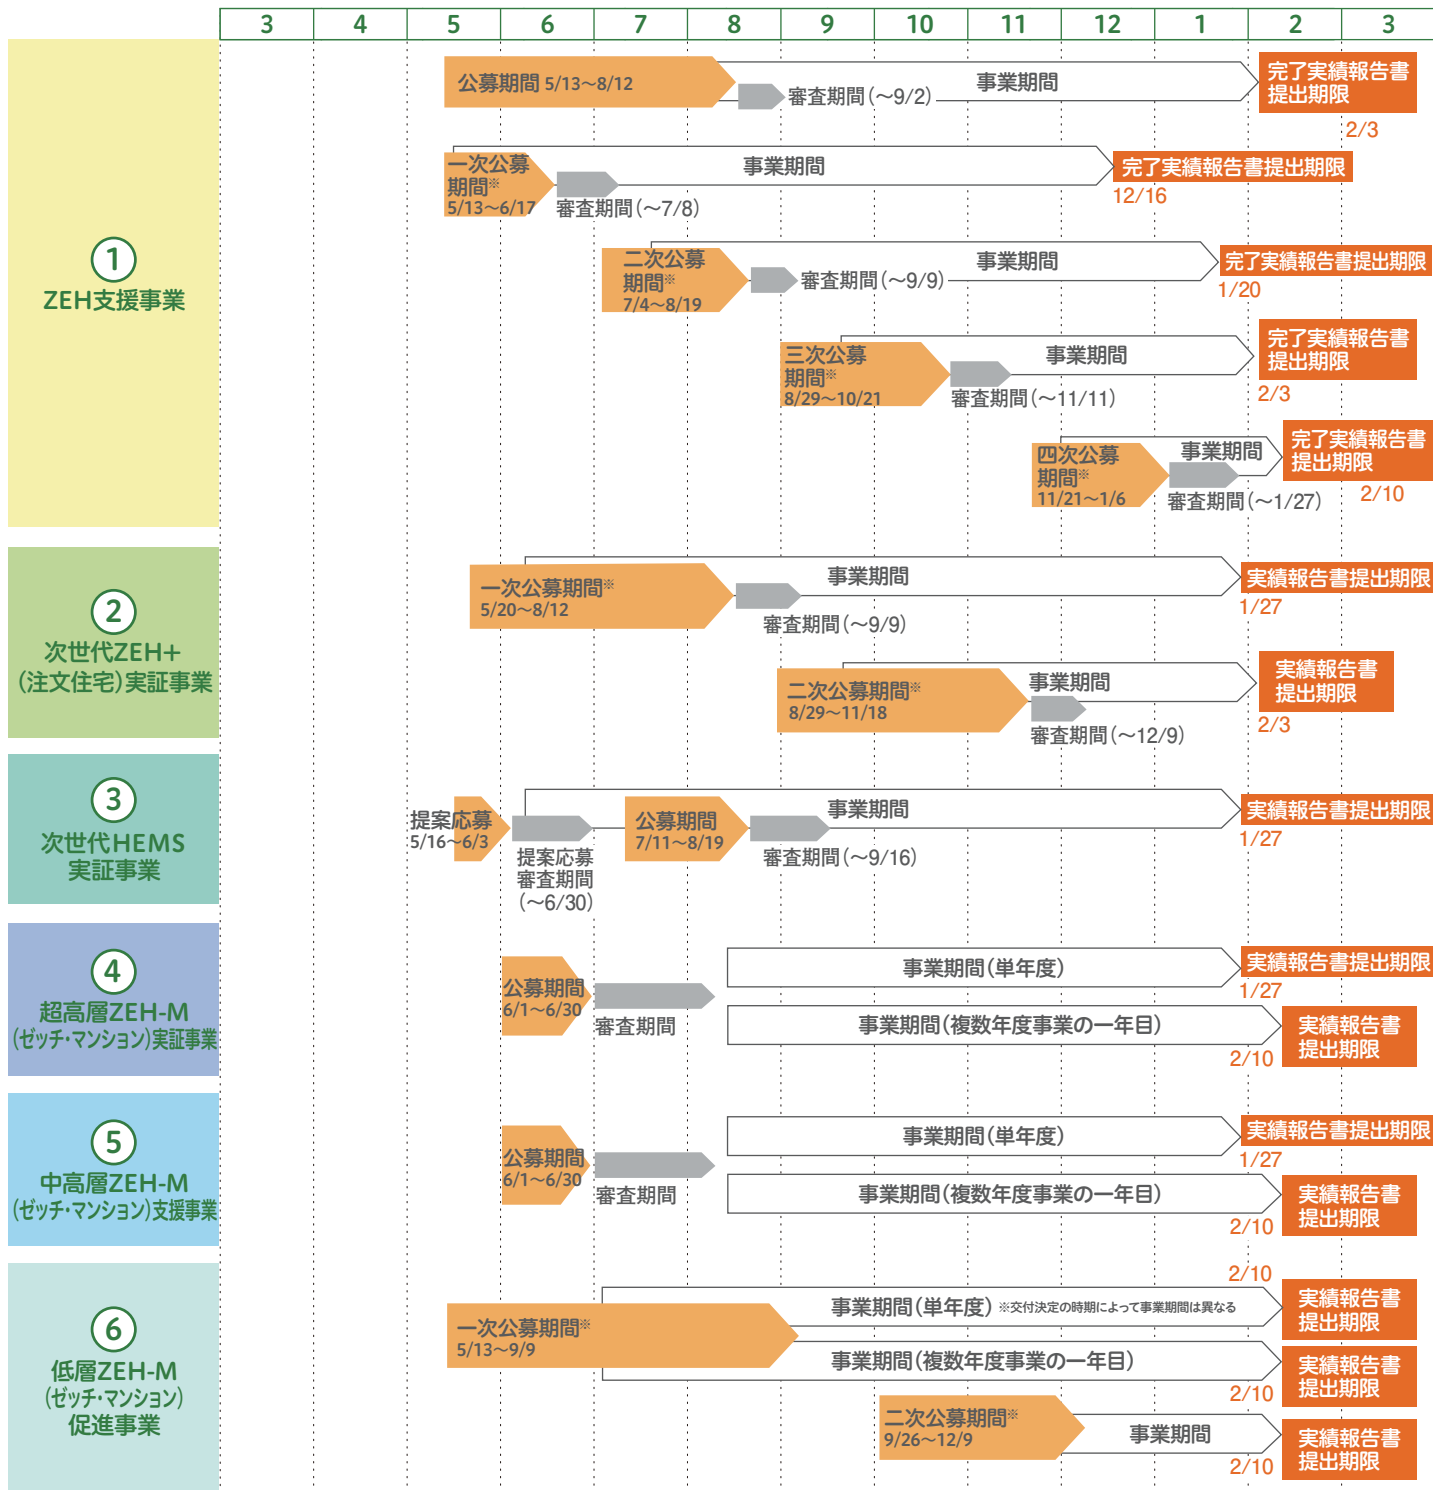 3 4 5 6 7 8 9 10 11 12 1 2 3
①
ZEH支援事業
公募期間 5/13～8/12
審査期間(～9/2)
事業期間
完了実績報告書
提出期限
2/3
一次公募
期間※
5/13～6/17
審査期間(～7/8)
事業期間
完了実績報告書提出期限
12/16
二次公募
期間※
7/4～8/19
審査期間(～9/9)
事業期間
完了実績報告書提出期限
1/20
三次公募
期間※
8/29～10/21
審査期間(～11/11)
事業期間
完了実績報告書
提出期限
2/3
四次公募
期間※
11/21～1/6
審査期間(～1/27)
事業期間
完了実績報告書
提出期限
2/10
②
次世代ZEH+
(注文住宅)実証事業
一次公募期間※
5/20～8/12
審査期間(～9/9)
事業期間
実績報告書提出期限
1/27
二次公募期間※
8/29～11/18
審査期間(～12/9)
事業期間
実績報告書
提出期限
2/3
③
次世代HEMS
実証事業
提案応募
5/16～6/3
提案応募
審査期間
(～6/30)
公募期間
7/11～8/19
審査期間(～9/16)
事業期間
実績報告書提出期限
1/27
④
超高層ZEH-M
(ゼッチ・マンション)実証事業
公募期間
6/1～6/30
審査期間
事業期間(単年度)
実績報告書提出期限
1/27
事業期間(複数年度事業の一年目)
実績報告書
提出期限
2/10
⑤
中高層ZEH-M
(ゼッチ・マンション)支援事業
公募期間
6/1～6/30
審査期間
事業期間(単年度)
実績報告書提出期限
1/27
事業期間(複数年度事業の一年目)
実績報告書
提出期限
2/10
⑥
低層ZEH-M
(ゼッチ・マンション)
促進事業
一次公募期間※
5/13～9/9
事業期間(単年度) ※交付決定の時期によって事業期間は異なる
2/10
実績報告書
提出期限
事業期間(複数年度事業の一年目)
実績報告書
提出期限
2/10
二次公募期間※
9/26～12/9
事業期間
実績報告書
提出期限
2/10